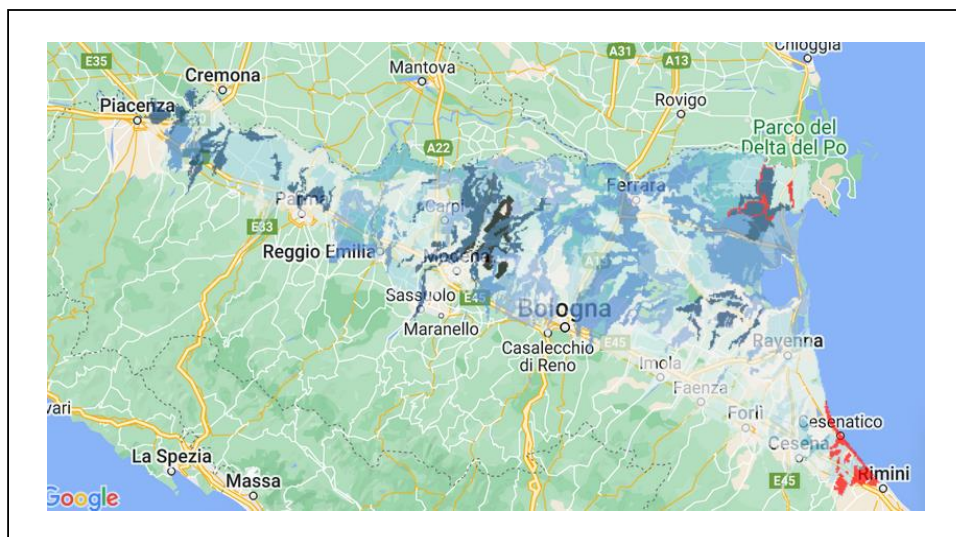 Chioggia
A31
A13
E35
Cremona
Mantova
Piacenza
Rovigo
Parco del
Delta del Po
A22
Ferrara
Parma
Carpi
E33
Reggio Emilia
Modena
Sassuolo
E45
Bologna
Maranello
Ravenna
Casalecchio
di Reno
E45
Imola
Faenza
Forlì
Cesenatico
vari
Cesena
La Spezia
Rimini
Massa
E45
Google